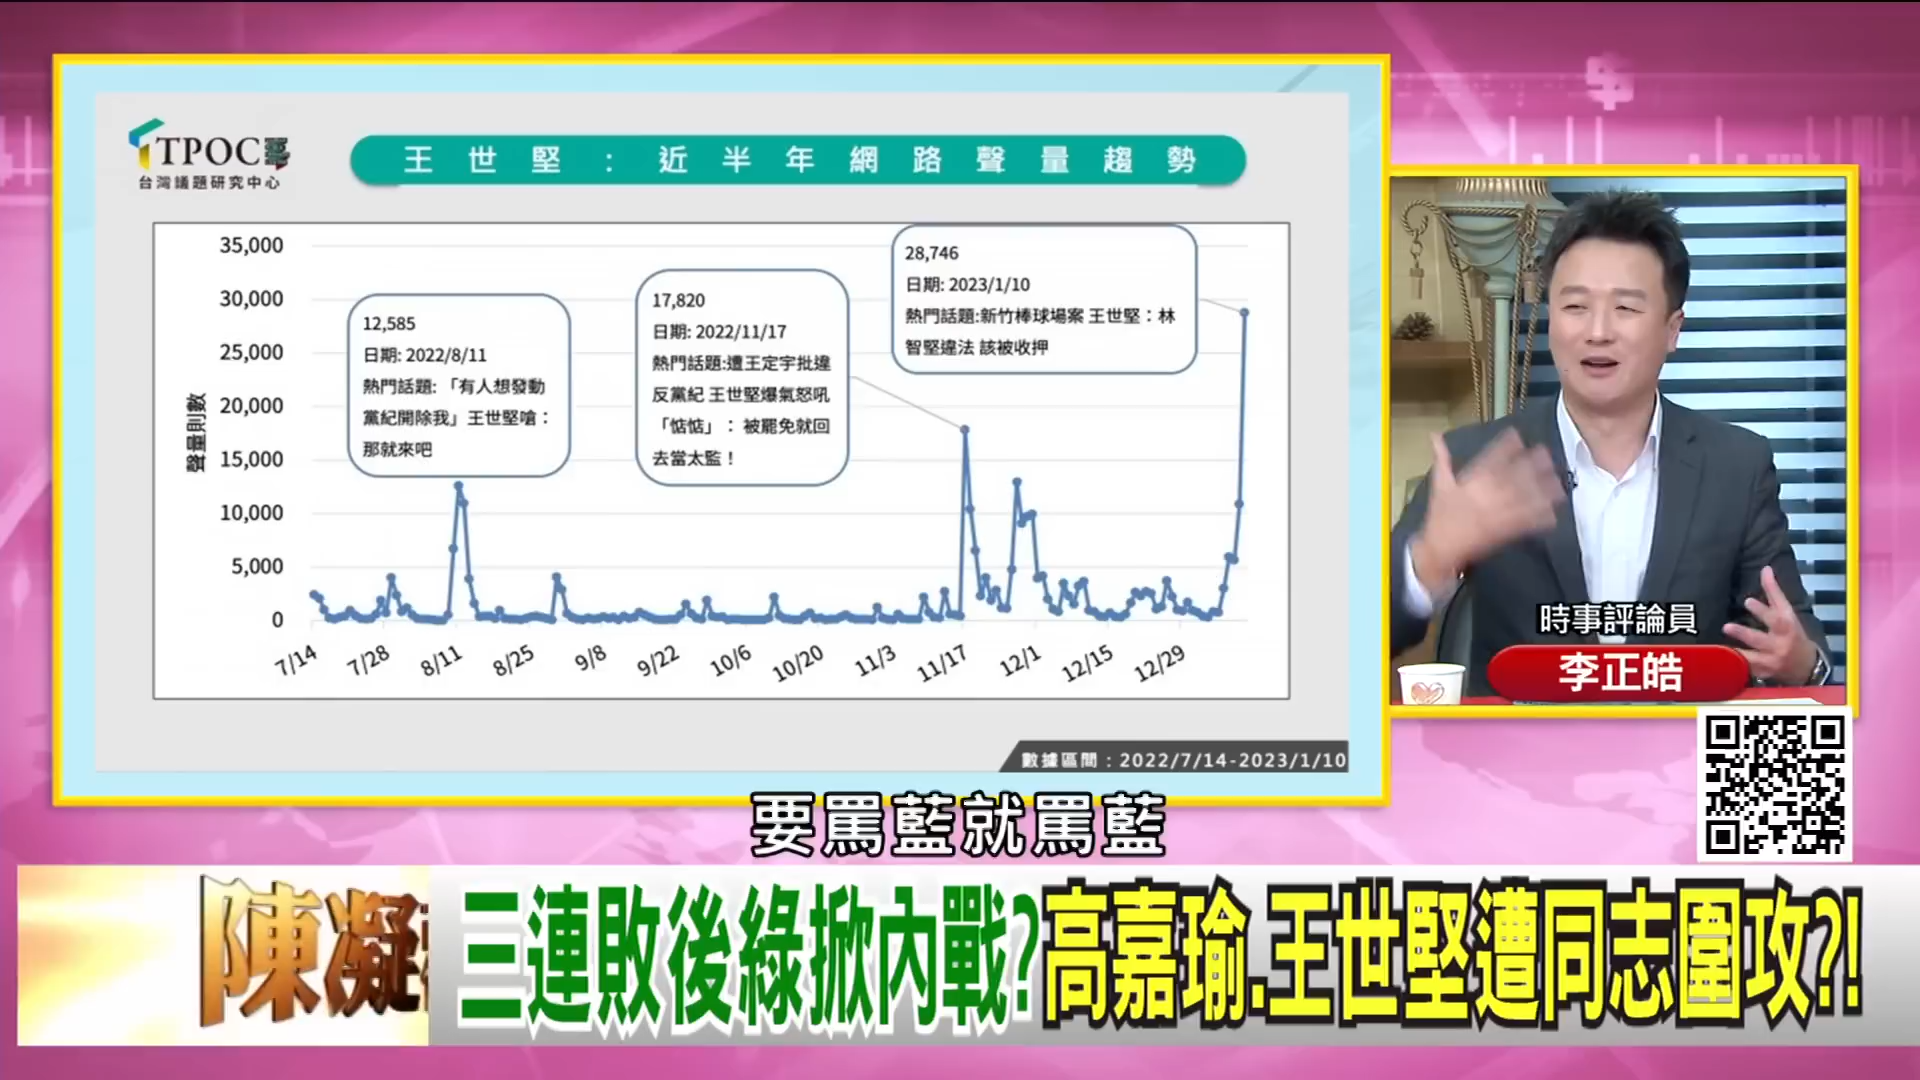 TPOC
台灣議題研究中心
王世堅：近半年網路聲量趨勢
聲量則數
35,000
30,000
25,000
20,000
15,000
10,000
5,000
0
12,585
日期: 2022/8/11
熱門話題:「有人想發動
黨紀開除我」王世堅嗆：
那就來吧
17,820
日期: 2022/11/17
熱門話題:遭王定宇批違
反黨紀 王世堅爆氣怒吼
「惦惦」： 被罷免就回
去當太監！
28,746
日期: 2023/1/10
熱門話題:新竹棒球場案 王世堅：林
智堅違法 該被收押
7/14
7/28
8/11
8/25
9/8
9/22
10/6
10/20
11/3
11/17
12/1
12/15
12/29
數據區間：2022/7/14-2023/1/10
時事評論員
李正皓
要罵藍就罵藍
陳凝
三連敗後綠掀內戰?高嘉瑜.王世堅遭同志圍攻?!